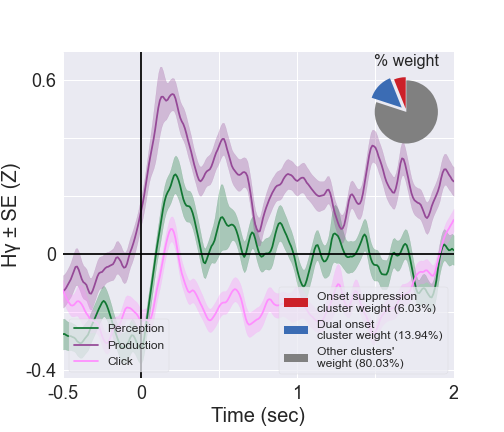 % weight
0.6
0
-0.4
Hγ ± SE (Z)
Perception
Production
Click
Onset suppression
cluster weight (6.03%)
Dual onset
cluster weight (13.94%)
Other clusters'
weight (80.03%)
-0.5
0
1
2
Time (sec)